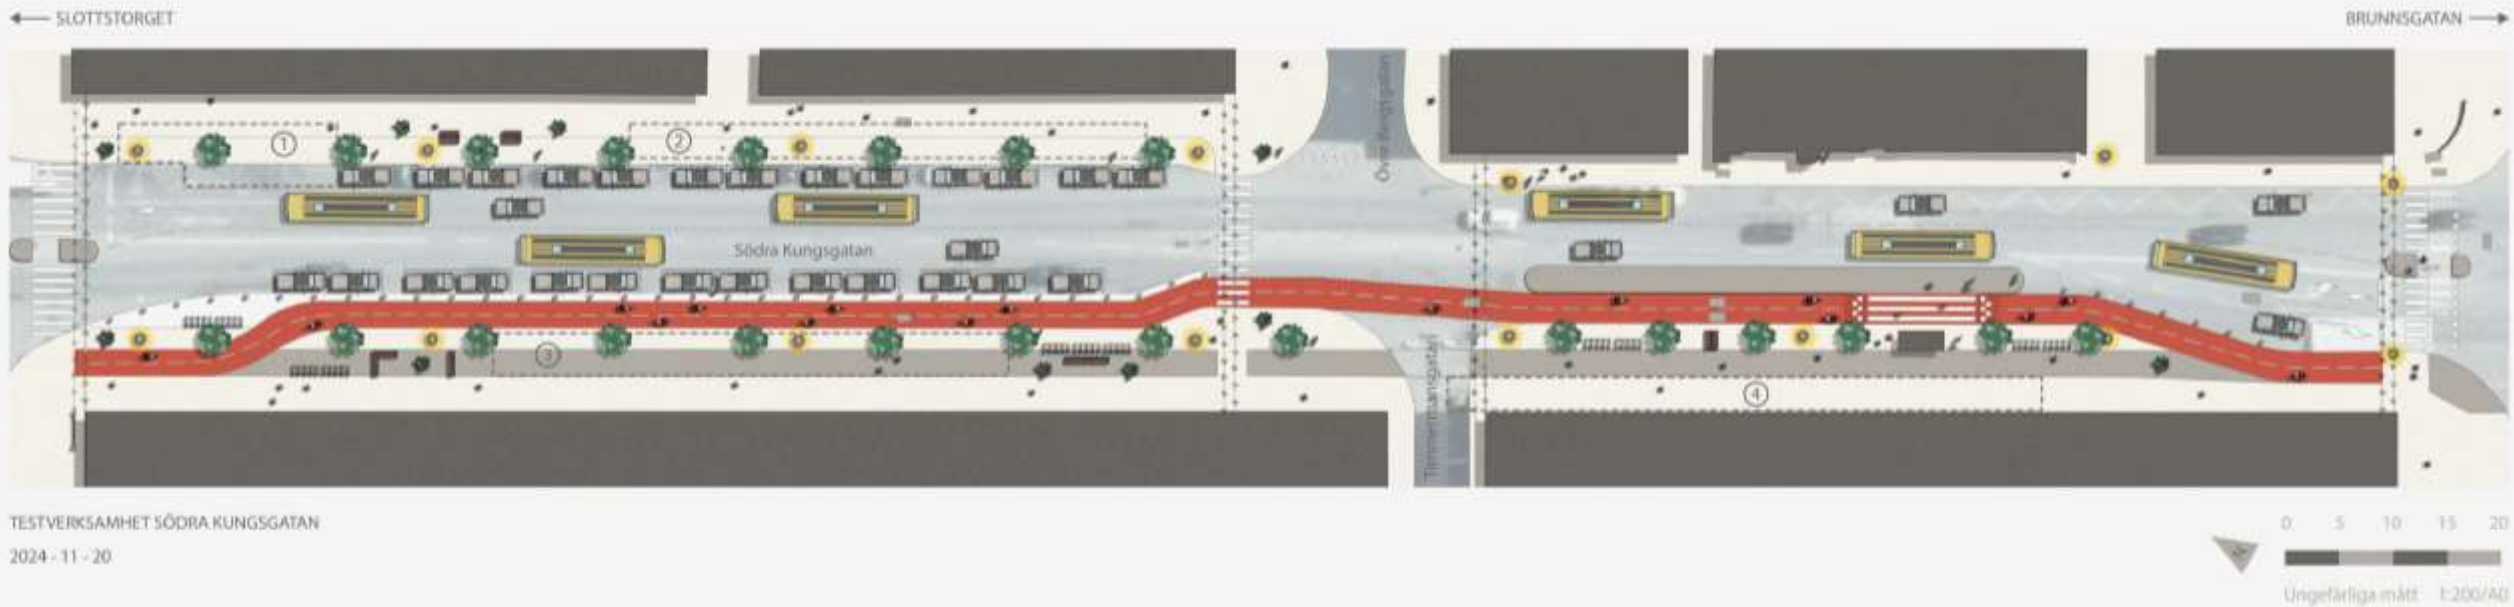 SLOTTSTORGET
BRUNNSGATAN
Övre Bergsgatan
1
2
Södra Kungsgatan
3
4
Timmermansgatan
TESTVERKSAMHET SÖDRA KUNGSGATAN
2024 - 11 - 20
0 5 10 15 20
Ungefärliga mått 1:200/A0